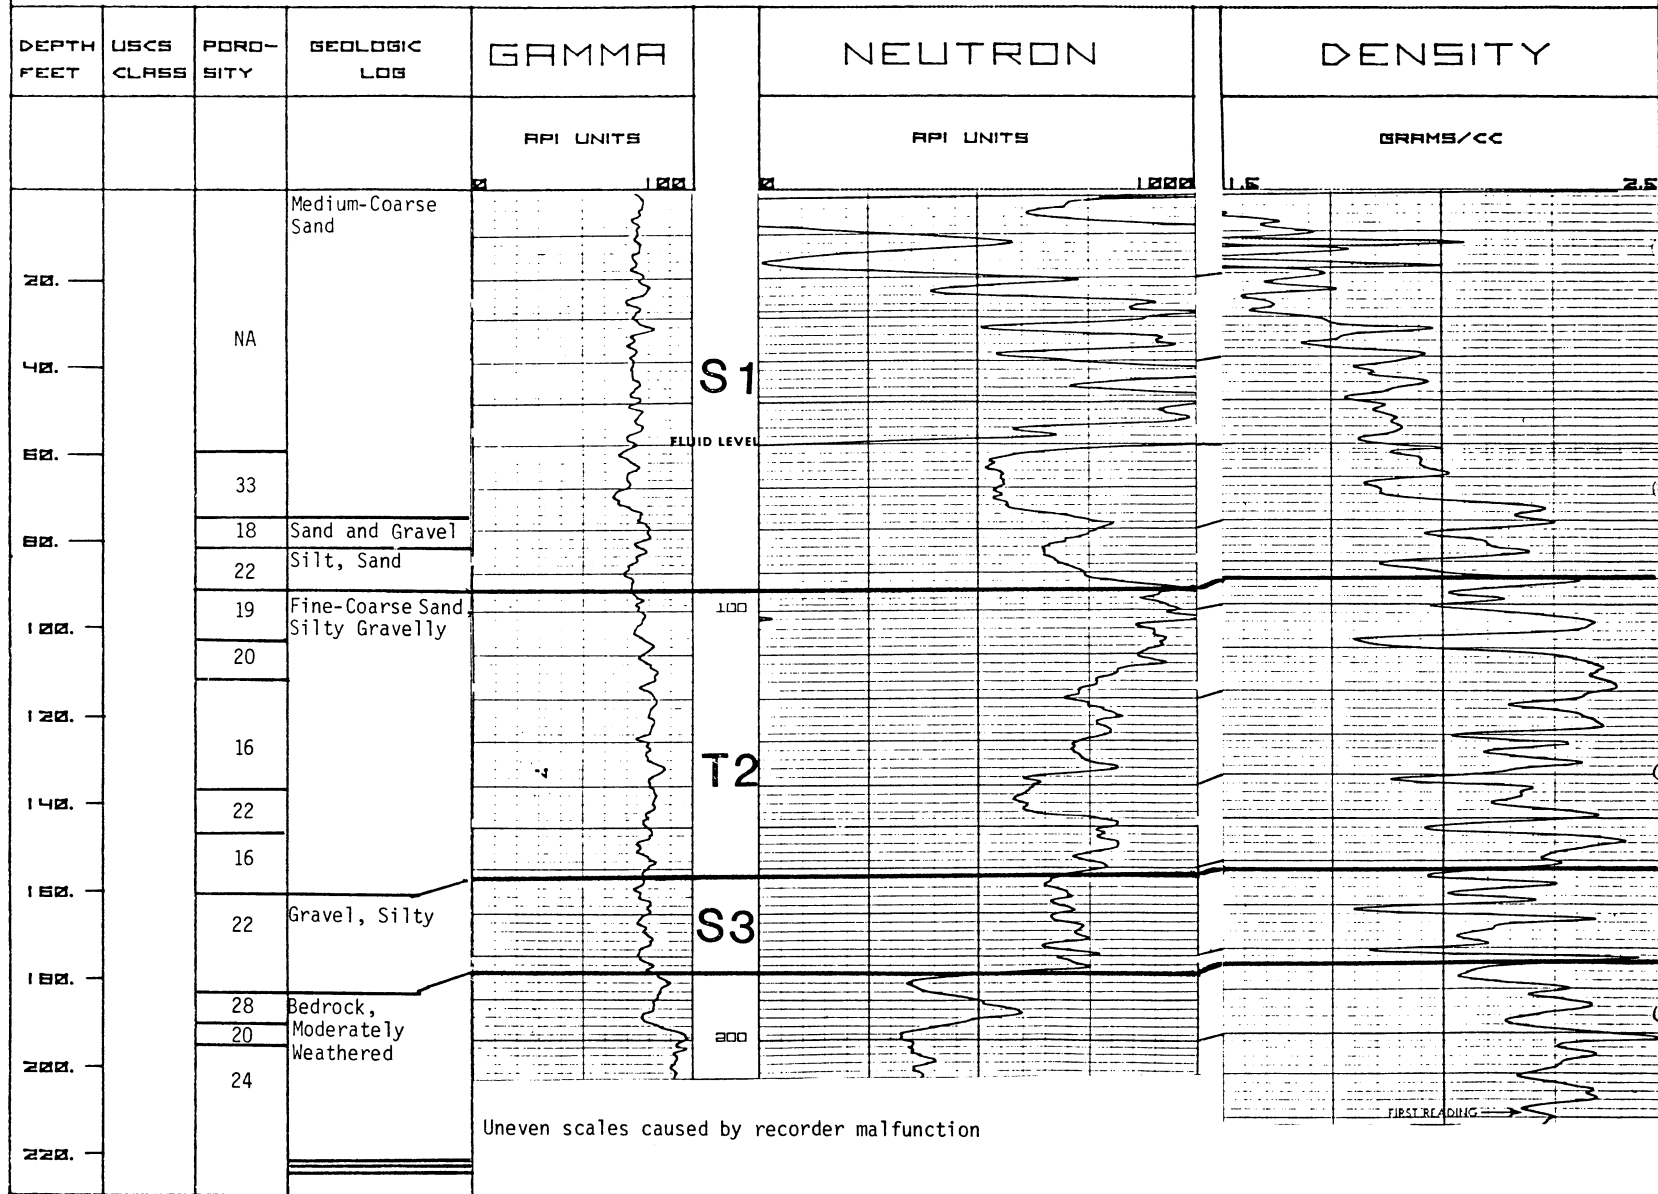 DEPTH FEET
USCS CLASS
PORO-SITY
GEOLOGIC LOG
GAMMA
NEUTRON
DENSITY
API UNITS
API UNITS
GRAMS/CC
0 100
0 1000
1.5 2.5
Medium-Coarse
Sand
20.
NA
40.
S1
FLUID LEVEL
60.
33
18 Sand and Gravel
80.
Silt, Sand
22
19 Fine-Coarse Sand,
100
100.
Silty Gravelly
20
120.
16
T2
140.
22
16
160.
22 Gravel, Silty
S3
180.
28 Bedrock,
20 Moderately
200
Weathered
200.
24
FIRST READING
Uneven scales caused by recorder malfunction
220.